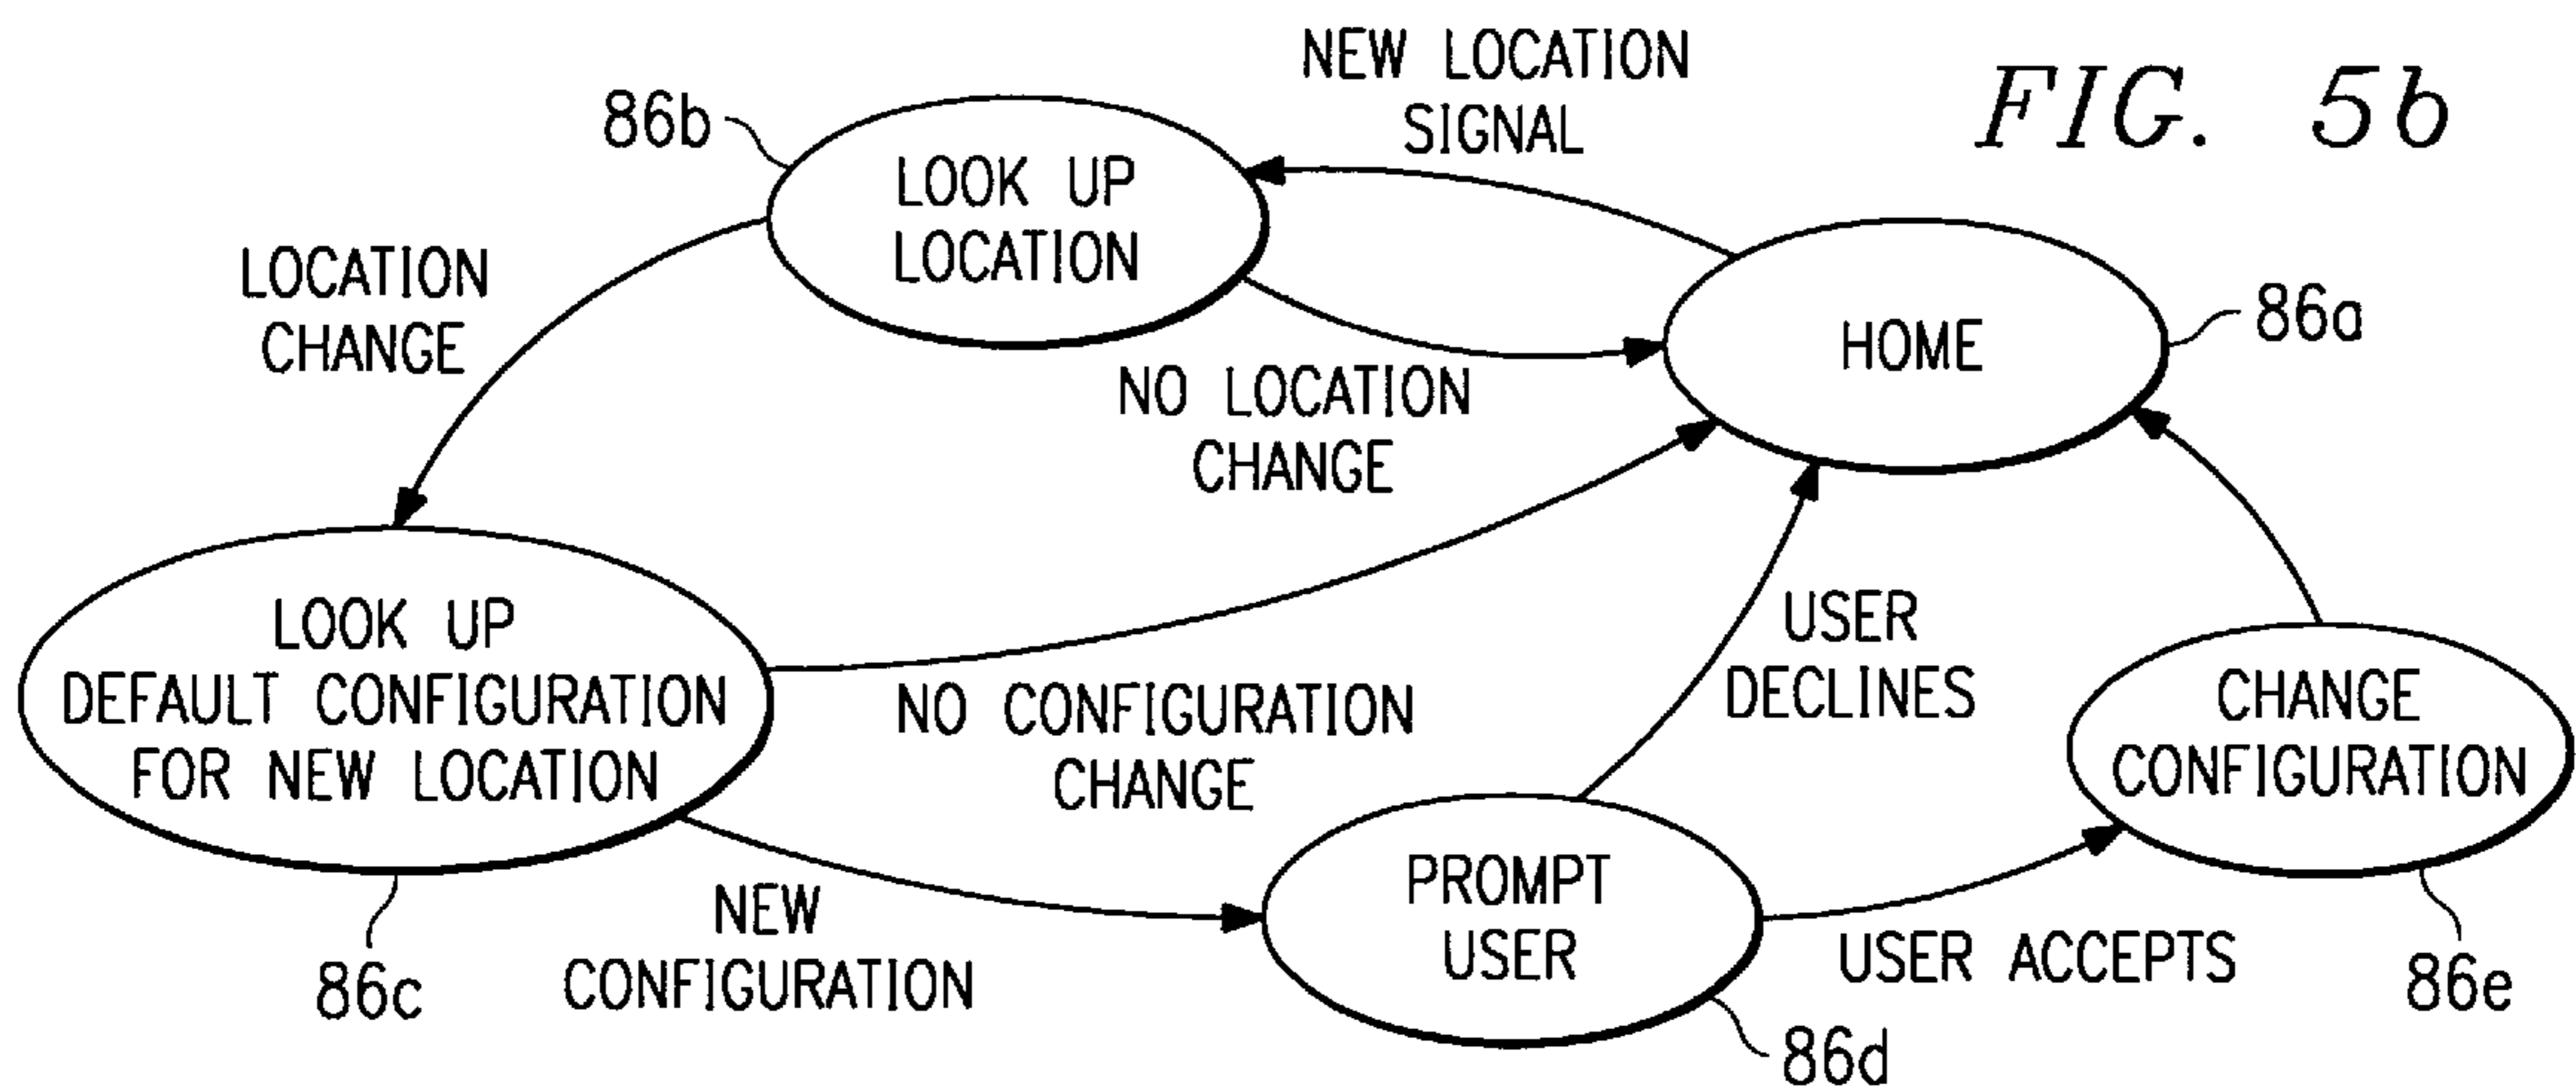 FIG. 5b
NEW LOCATION
SIGNAL
86b
LOOK UP
LOCATION
LOCATION
CHANGE
HOME
86a
NO LOCATION
CHANGE
LOOK UP
DEFAULT CONFIGURATION
FOR NEW LOCATION
86c
NO CONFIGURATION
CHANGE
USER
DECLINES
CHANGE
CONFIGURATION
86e
NEW
CONFIGURATION
PROMPT
USER
86d
USER ACCEPTS